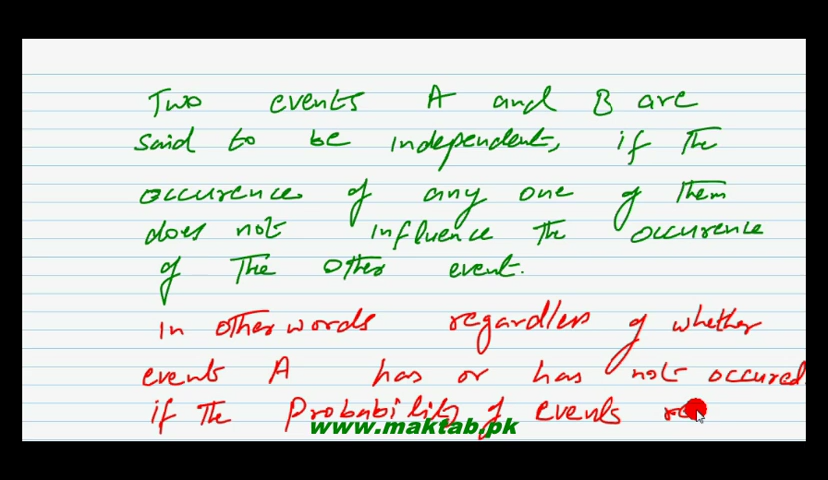 Two events A and B are
said to be independent, if the
occurence of any one of them
does not influence the occurence
of the other event.
In other words regardless of whether
events A has or has not occured
if the Probability of events
www.maktab.pk